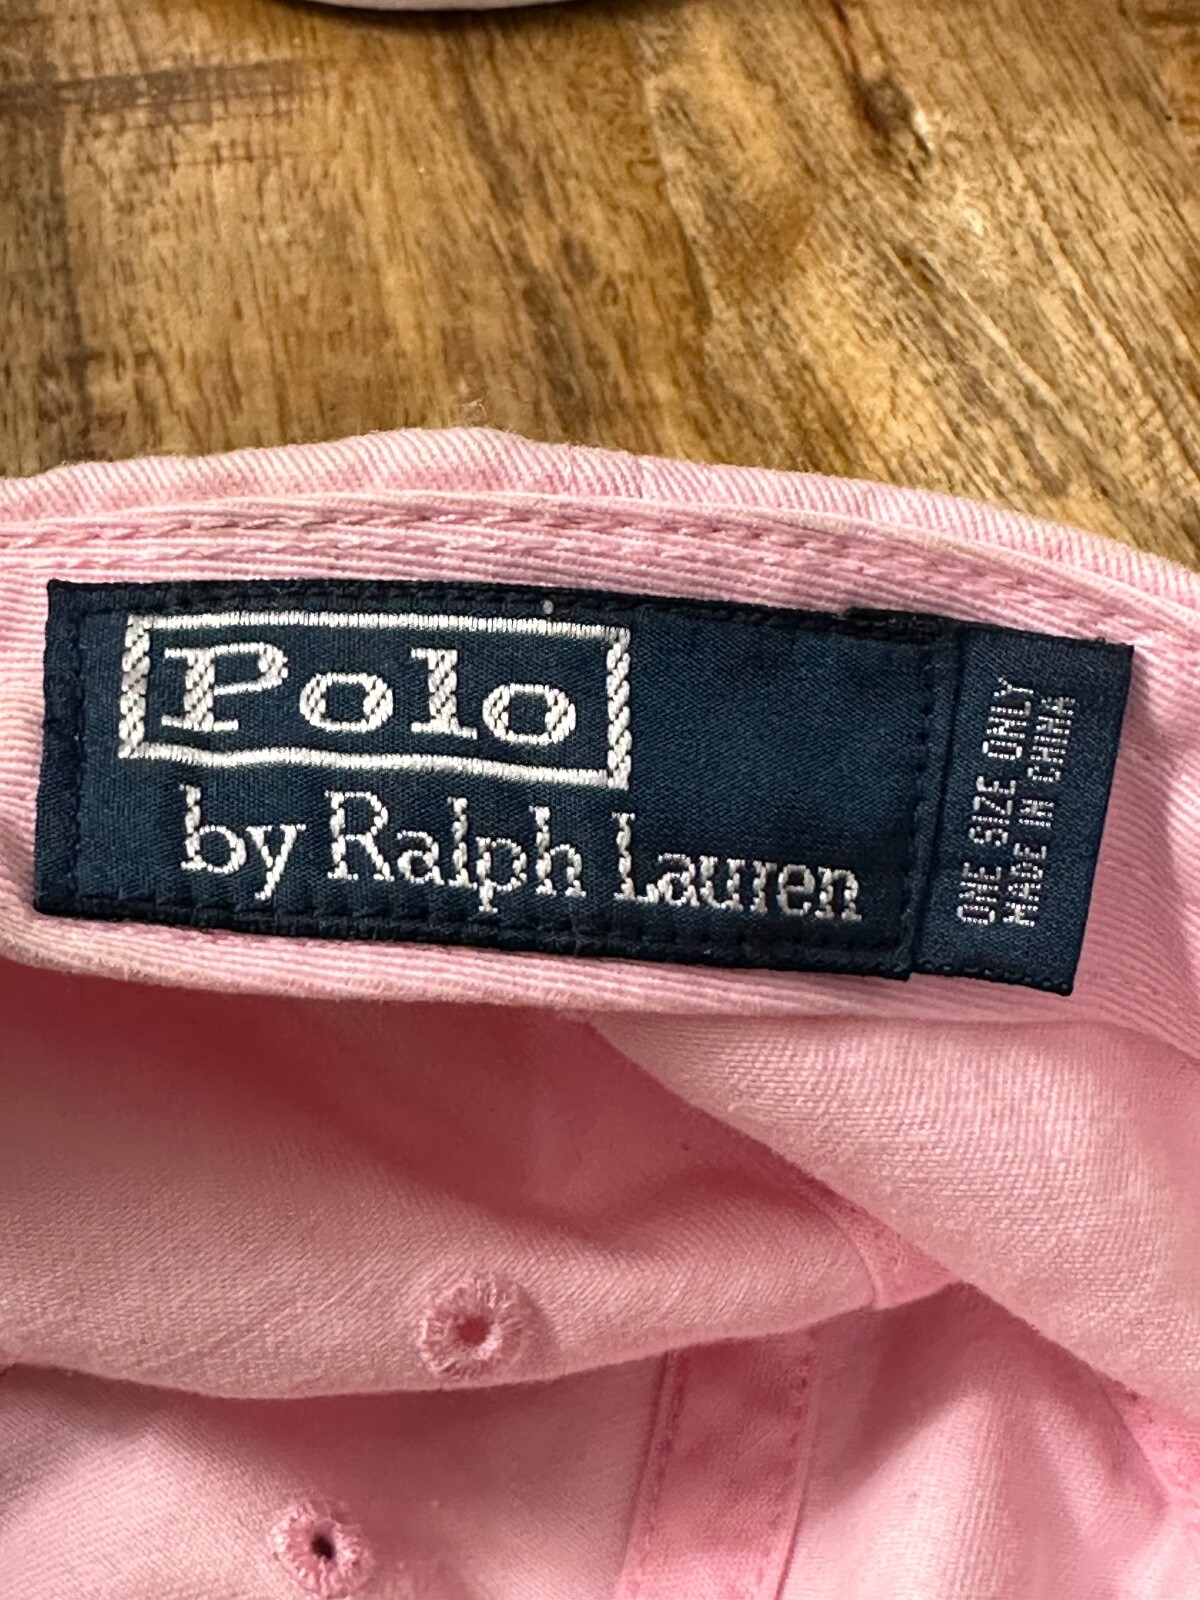 Polo
by Ralph Lauren
ONE SIZE ONLY
MADE IN CHINA